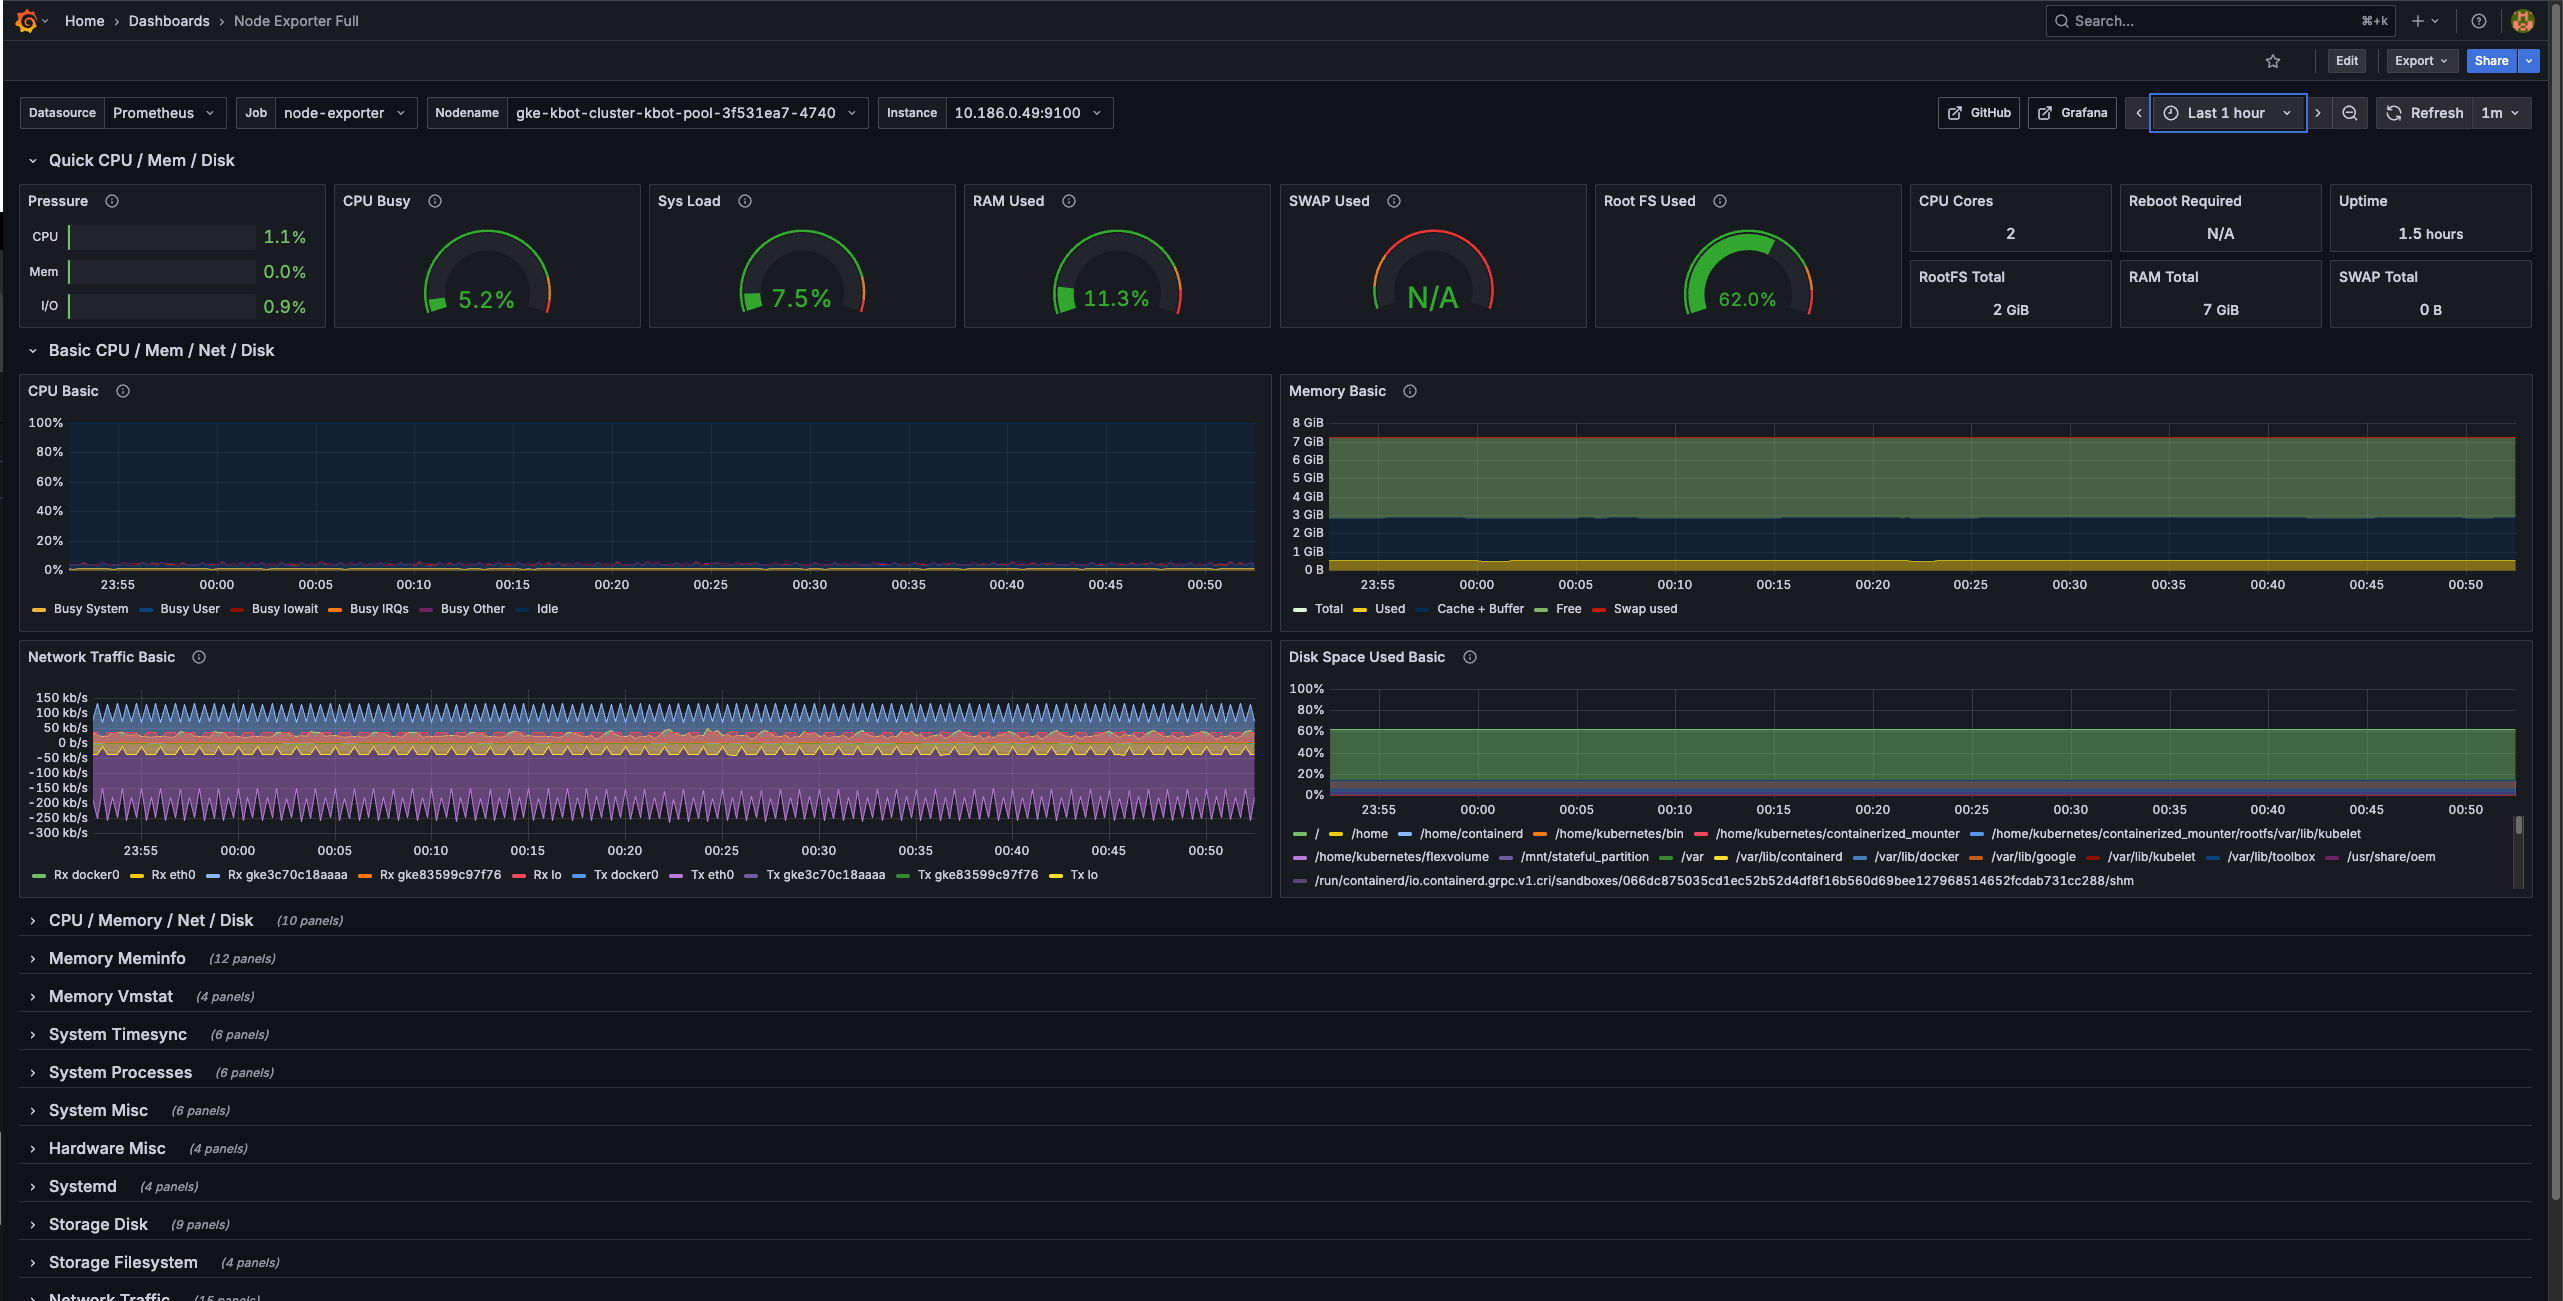 Home › Dashboards › Node Exporter Full
Search... ⌘+k
Edit Export Share
Datasource Prometheus Job node-exporter Nodename gke-kbot-cluster-kbot-pool-3f531ea7-4740 Instance 10.186.0.49:9100 GitHub Grafana Last 1 hour Refresh 1m
Quick CPU / Mem / Disk
Pressure
CPU 1.1%
Mem 0.0%
I/O 0.9%
CPU Busy
5.2%
Sys Load
7.5%
RAM Used
11.3%
SWAP Used
N/A
Root FS Used
62.0%
CPU Cores
2
Reboot Required
N/A
Uptime
1.5 hours
RootFS Total
2 GiB
RAM Total
7 GiB
SWAP Total
0 B
Basic CPU / Mem / Net / Disk
CPU Basic
100%
80%
60%
40%
20%
0%
23:55 00:00 00:05 00:10 00:15 00:20 00:25 00:30 00:35 00:40 00:45 00:50
Busy System Busy User Busy Iowait Busy IRQs Busy Other Idle
Memory Basic
8 GiB
7 GiB
6 GiB
5 GiB
4 GiB
3 GiB
2 GiB
1 GiB
0 B
23:55 00:00 00:05 00:10 00:15 00:20 00:25 00:30 00:35 00:40 00:45 00:50
Total Used Cache + Buffer Free Swap used
Network Traffic Basic
150 kb/s
100 kb/s
50 kb/s
0 b/s
-50 kb/s
-100 kb/s
-150 kb/s
-200 kb/s
-250 kb/s
-300 kb/s
23:55 00:00 00:05 00:10 00:15 00:20 00:25 00:30 00:35 00:40 00:45 00:50
Rx docker0 Rx eth0 Rx gke3c70c18aaaa Rx gke83599c97f76 Rx lo Tx docker0 Tx eth0 Tx gke3c70c18aaaa Tx gke83599c97f76 Tx lo
Disk Space Used Basic
100%
80%
60%
40%
20%
0%
23:55 00:00 00:05 00:10 00:15 00:20 00:25 00:30 00:35 00:40 00:45 00:50
/ /home /home/containerd /home/kubernetes/bin /home/kubernetes/containerized_mounter /home/kubernetes/containerized_mounter/rootfs/var/lib/kubelet
/home/kubernetes/flexvolume /mnt/stateful_partition /var /var/lib/containerd /var/lib/docker /var/lib/google /var/lib/kubelet /var/lib/toolbox /usr/share/oem
/run/containerd/io.containerd.grpc.v1.cri/sandboxes/066dc875035cd1ec52b52d4df8f16b560d69bee127968514652fcdab731cc288/shm
CPU / Memory / Net / Disk (10 panels)
Memory Meminfo (12 panels)
Memory Vmstat (4 panels)
System Timesync (6 panels)
System Processes (6 panels)
System Misc (6 panels)
Hardware Misc (4 panels)
Systemd (4 panels)
Storage Disk (9 panels)
Storage Filesystem (4 panels)
Network Traffic (15 panels)